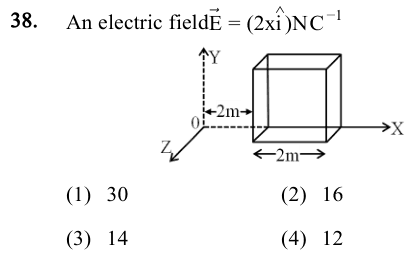 38. An electric field E⃗ = (2xî)NC⁻¹
Y
2m
0
X
Z
2m
(1) 30 (2) 16
(3) 14 (4) 12